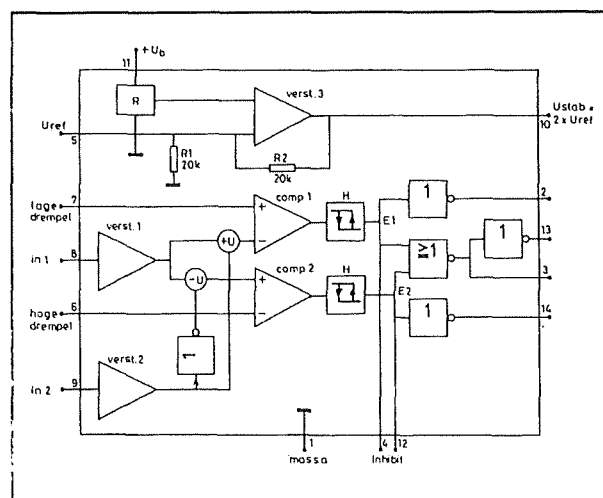 +Ub
11
R
verst.3
Uref
5
R1
20k
R2
20k
10
Ustab =
2 x Uref
lage
drempel
7
comp 1
H
E1
1
2
verst.1
+U
in 1
8
≥1
1
13
-U
comp 2
H
E2
3
hoge
drempel
6
1
14
1
verst.2
in 2
9
1
massa
4
12
Inhibit